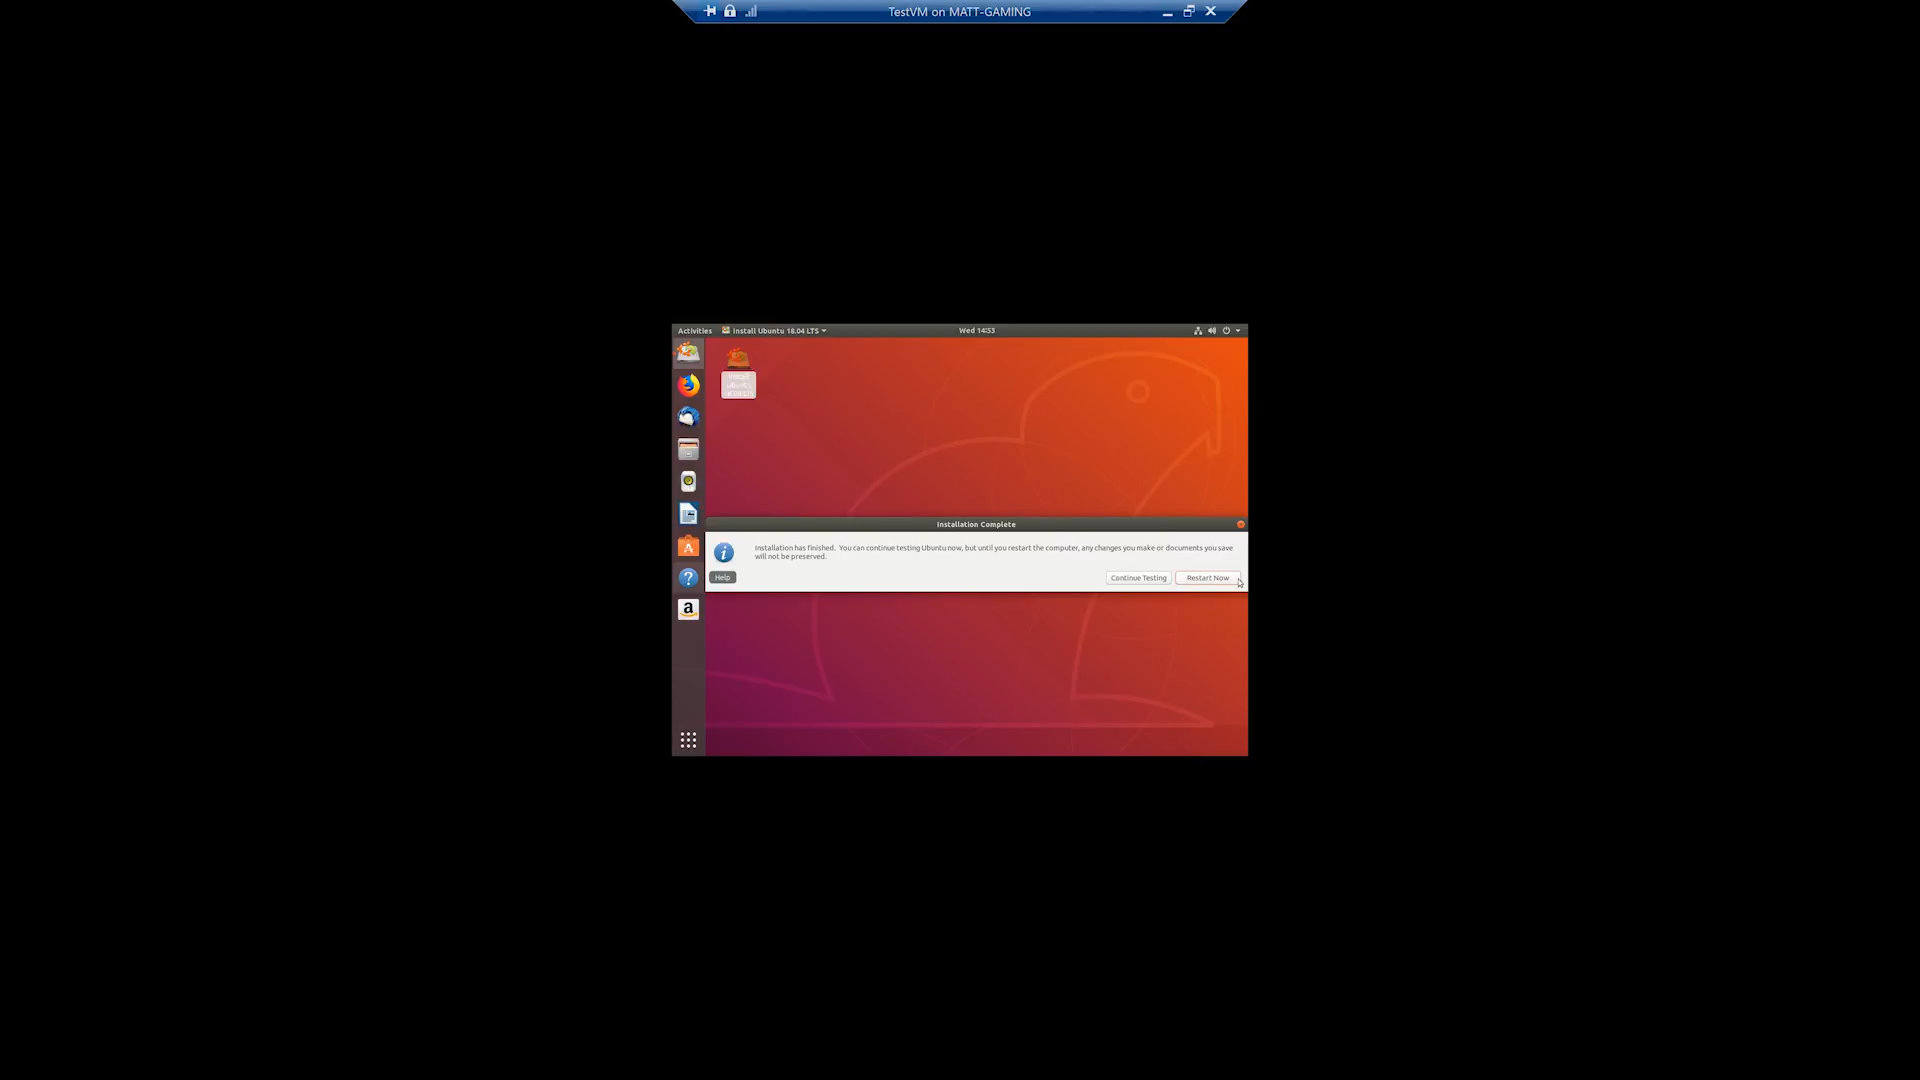 TestVM on MATT-GAMING
Activities
Install Ubuntu 18.04 LTS
Wed 14:53
Install
Ubuntu
Installation Complete
Installation has finished. You can continue testing Ubuntu now, but until you restart the computer, any changes you make or documents you save
will not be preserved.
Help
Continue Testing
Restart Now